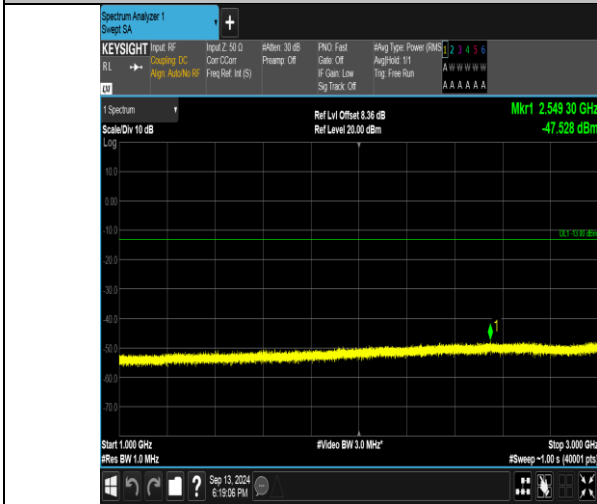 Spectrum Analyzer 1
Swept SA
+
KEYSIGHT
RL
Input: RF
Coupling: DC
Align: Auto/No RF
Input Z: 50 Ω
Corr CCorr
Freq Ref: Int (S)
#Atten: 30 dB
Preamp: Off
PNO: Fast
Gate: Off
IF Gain: Low
Sig Track: Off
#Avg Type: Power (RMS
Avg|Hold: 1/1
Trig: Free Run
1 2 3 4 5 6
A W W W W W
A A A A A A
1 Spectrum
Scale/Div 10 dB
Log
Ref Lvl Offset 8.36 dB
Ref Level 20.00 dBm
Mkr1 2.549 30 GHz
-47.528 dBm
10.0
0.00
-10.0
DL1 -13.00 dBm
-20.0
-30.0
-40.0
1
-50.0
-60.0
-70.0
Start 1.000 GHz
#Res BW 1.0 MHz
#Video BW 3.0 MHz*
Stop 3.000 GHz
#Sweep ~1.00 s (40001 pts)
?
Sep 13, 2024
6:19:06 PM